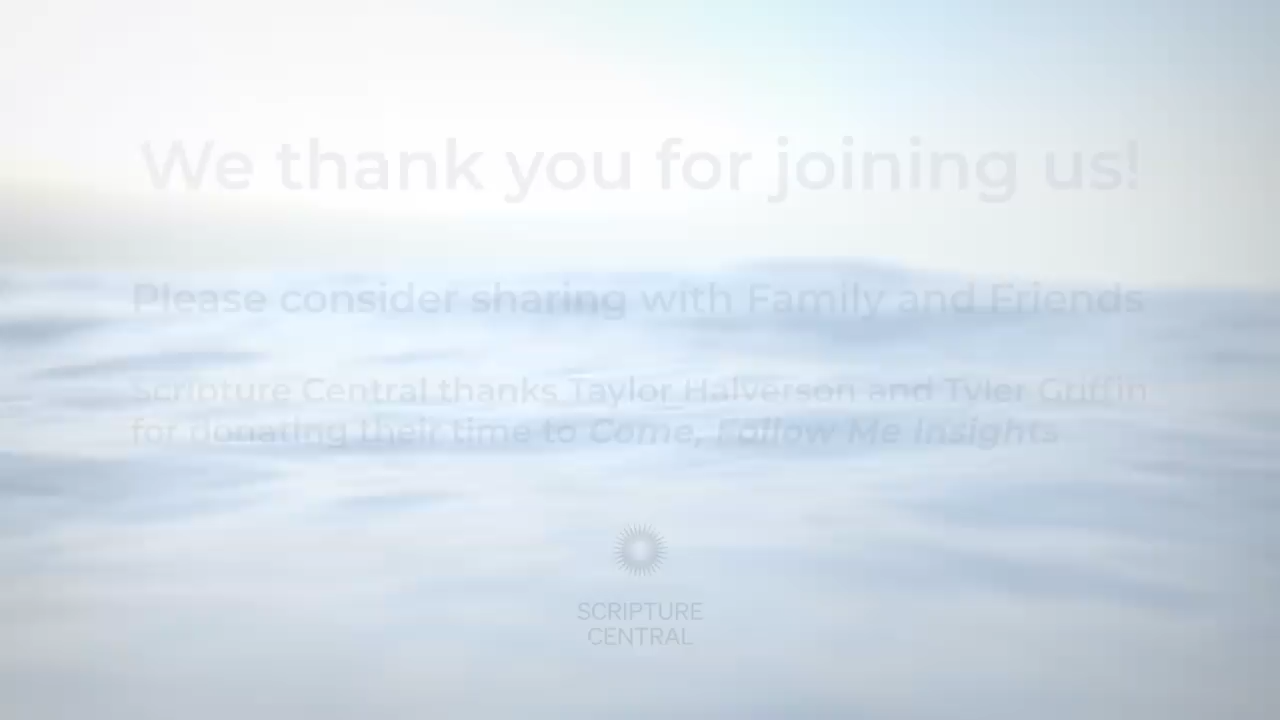 We thank you for joining us!
Please consider sharing with Family and Friends
Scripture Central thanks Taylor Halverson and Tyler Griffin
for donating their time to Come, Follow Me Insights
SCRIPTURE
CENTRAL